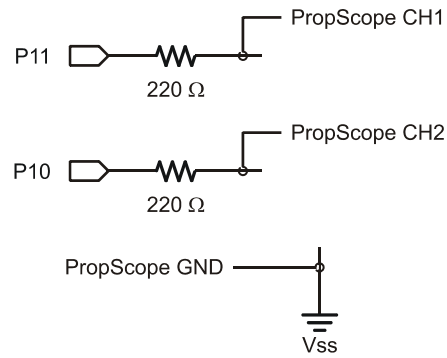 PropScope CH1
P11
220 Ω
PropScope CH2
P10
220 Ω
PropScope GND
Vss